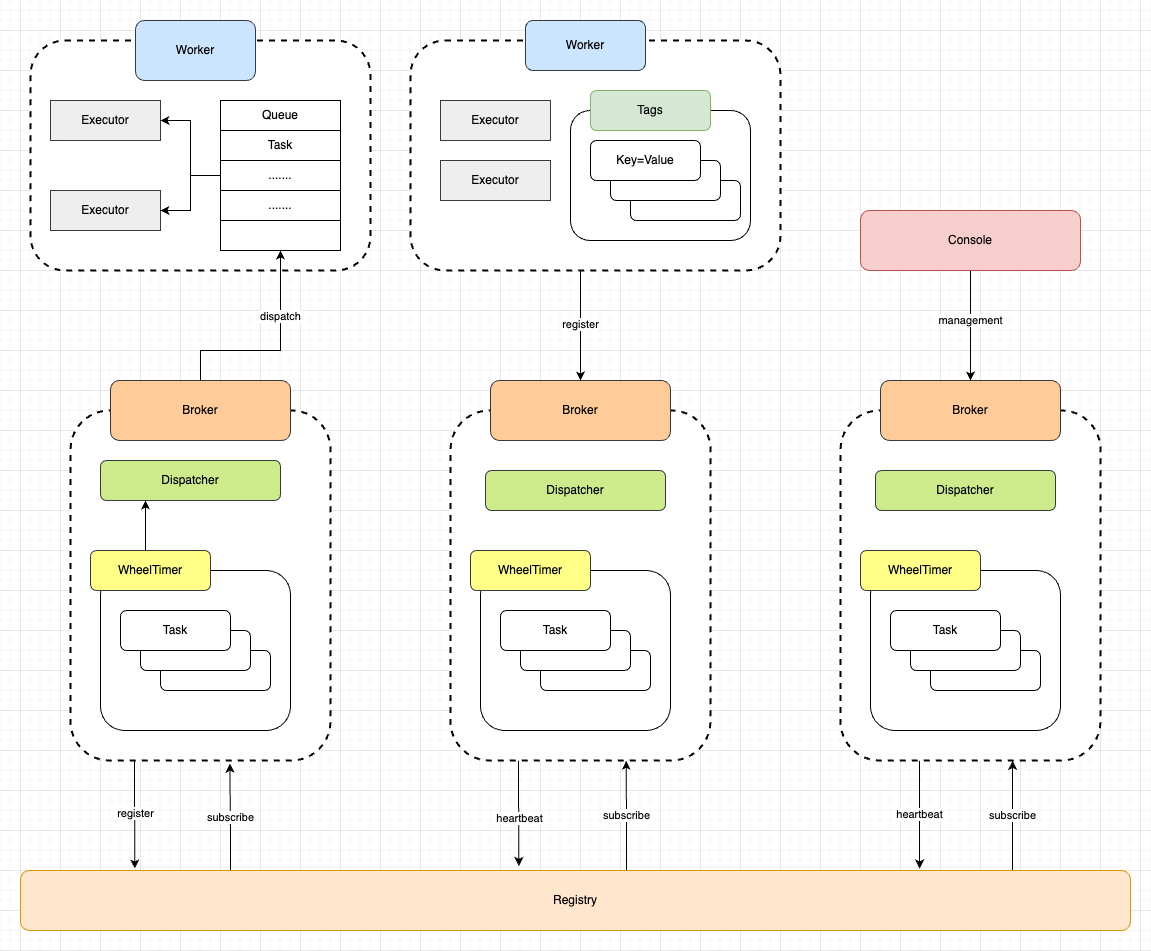 Worker
Worker
Executor
Queue
Task
.......
.......
Executor
Executor
Executor
Tags
Key=Value
Console
dispatch
register
management
Broker
Broker
Broker
Dispatcher
Dispatcher
Dispatcher
WheelTimer
WheelTimer
WheelTimer
Task
Task
Task
register
subscribe
heartbeat
subscribe
heartbeat
subscribe
Registry